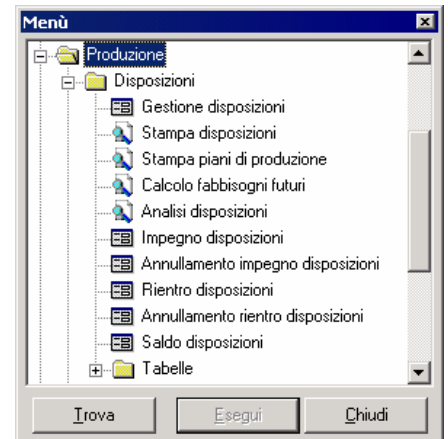 Menù
Produzione
Disposizioni
Gestione disposizioni
Stampa disposizioni
Stampa piani di produzione
Calcolo fabbisogni futuri
Analisi disposizioni
Impegno disposizioni
Annullamento impegno disposizioni
Rientro disposizioni
Annullamento rientro disposizioni
Saldo disposizioni
Tabelle
Trova Esegui Chiudi